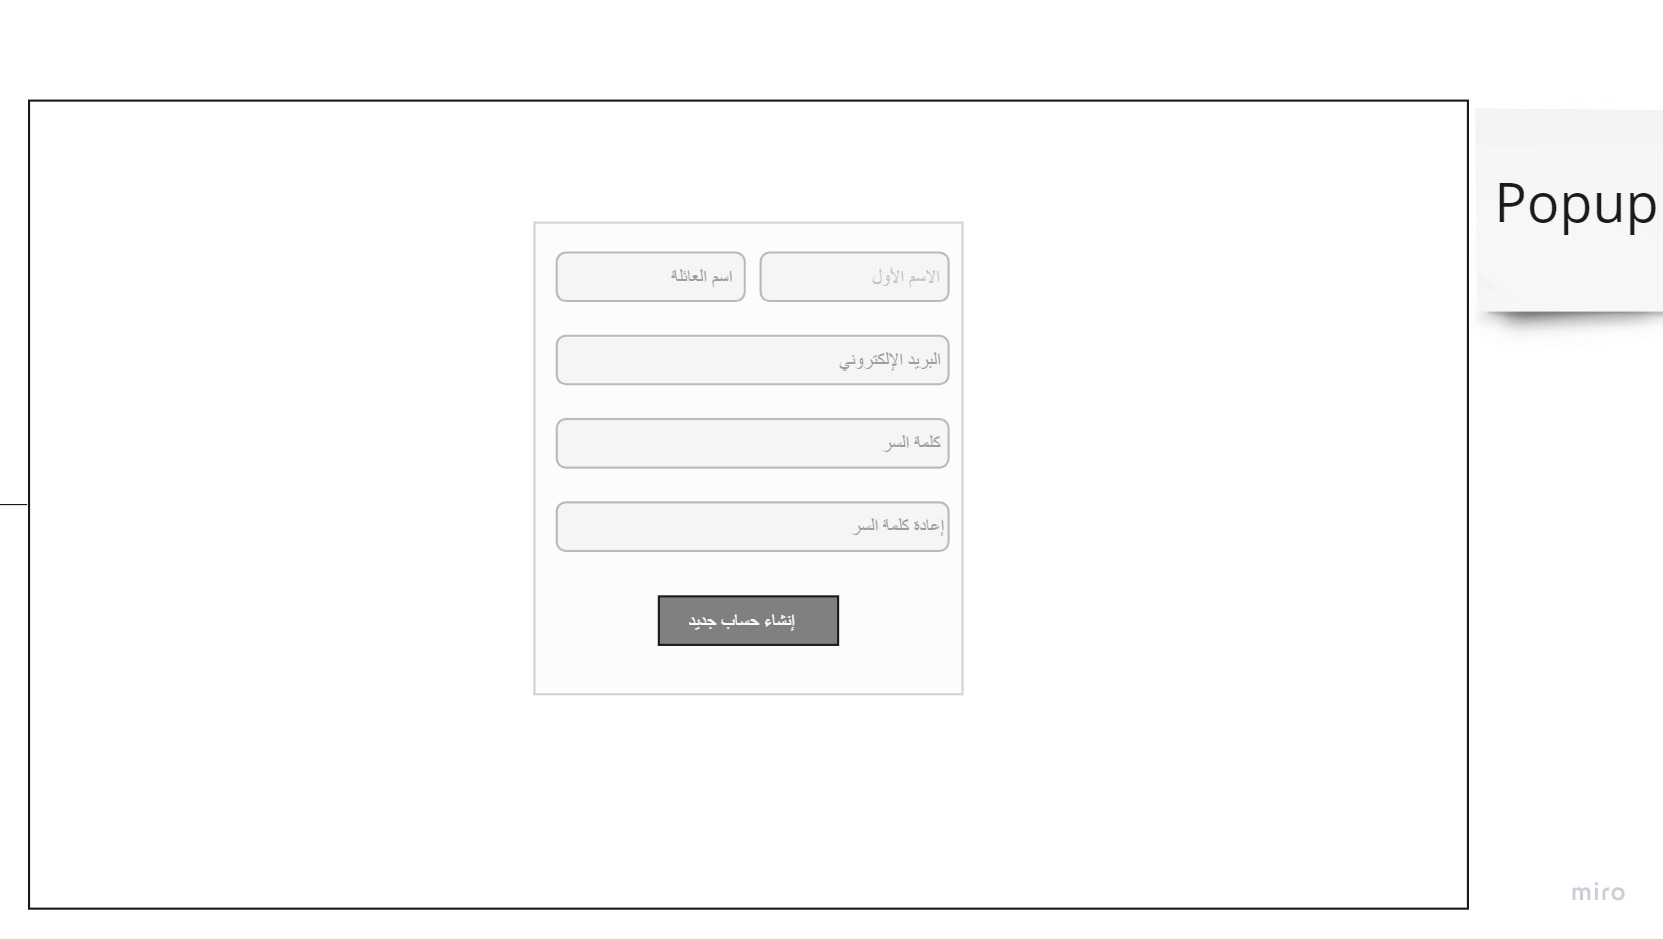 الاسم الأول
اسم العائلة
البريد الإلكتروني
كلمة السر
إعادة كلمة السر
إنشاء حساب جديد
Popup
miro